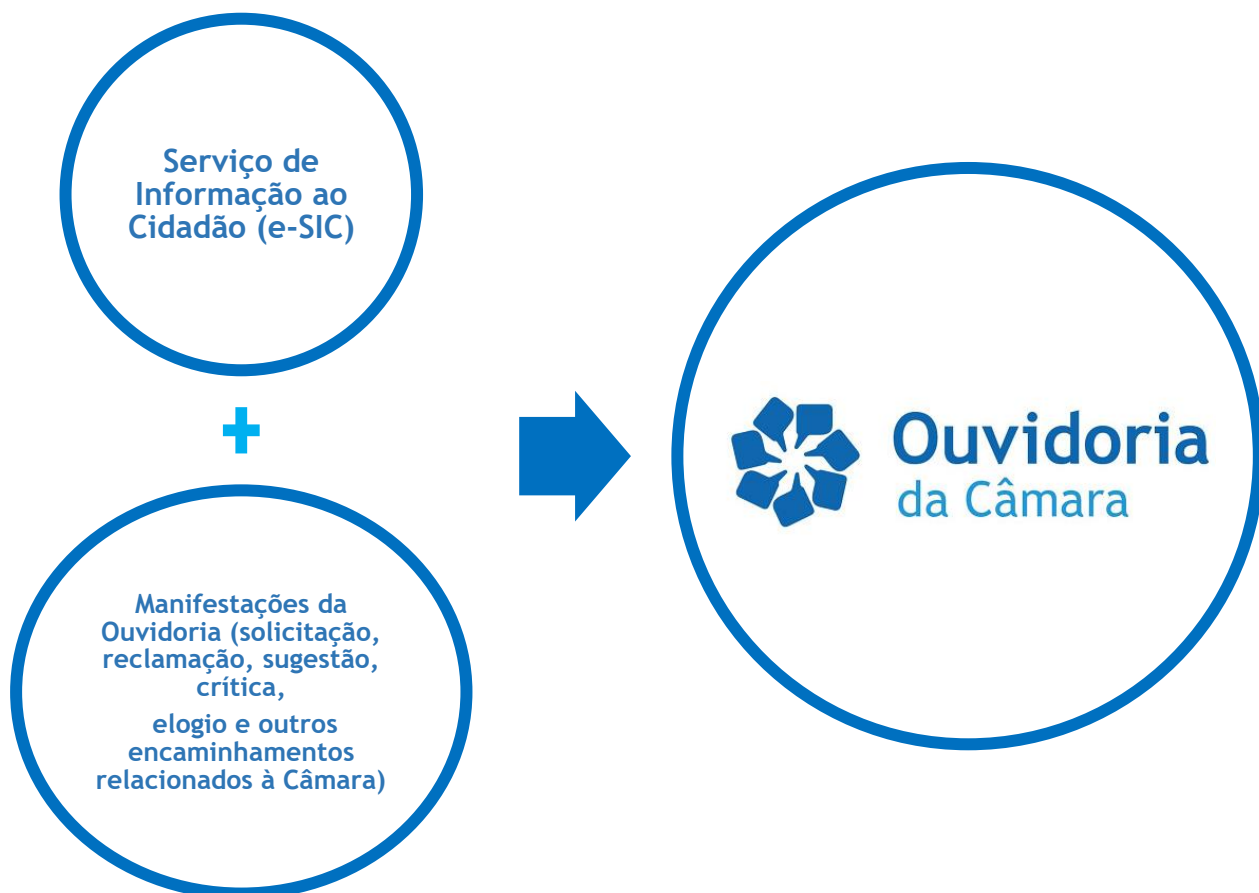 Serviço de
Informação ao
Cidadão (e-SIC)
Manifestações da
Ouvidoria (solicitação,
reclamação, sugestão,
crítica,
elogio e outros
encaminhamentos
relacionados à Câmara)
Ouvidoria
da Câmara